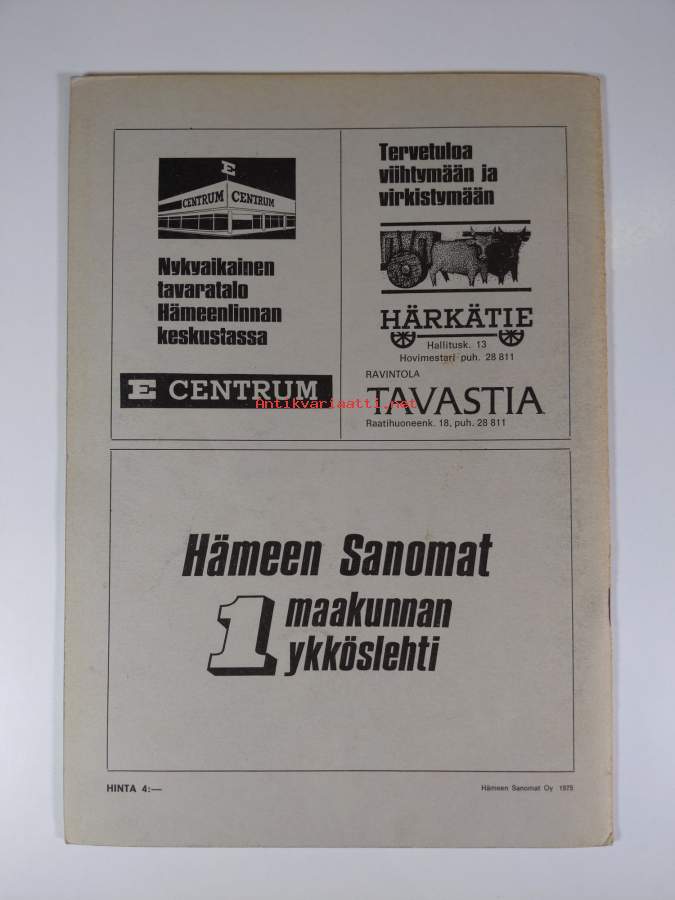 E
CENTRUM CENTRUM
Nykyaikainen
tavaratalo
Hämeenlinnan
keskustassa
E CENTRUM
Tervetuloa
viihtymään ja
virkistymään
HÄRKÄTIE
Hallitusk. 13
Hovimestari puh. 28 811
RAVINTOLA
TAVASTIA
Raatihuoneenk. 18, puh. 28 811
Antikvariaatti.net
Hämeen Sanomat
1 maakunnan
ykköslehti
HINTA 4:—
Hämeen Sanomat Oy 1975